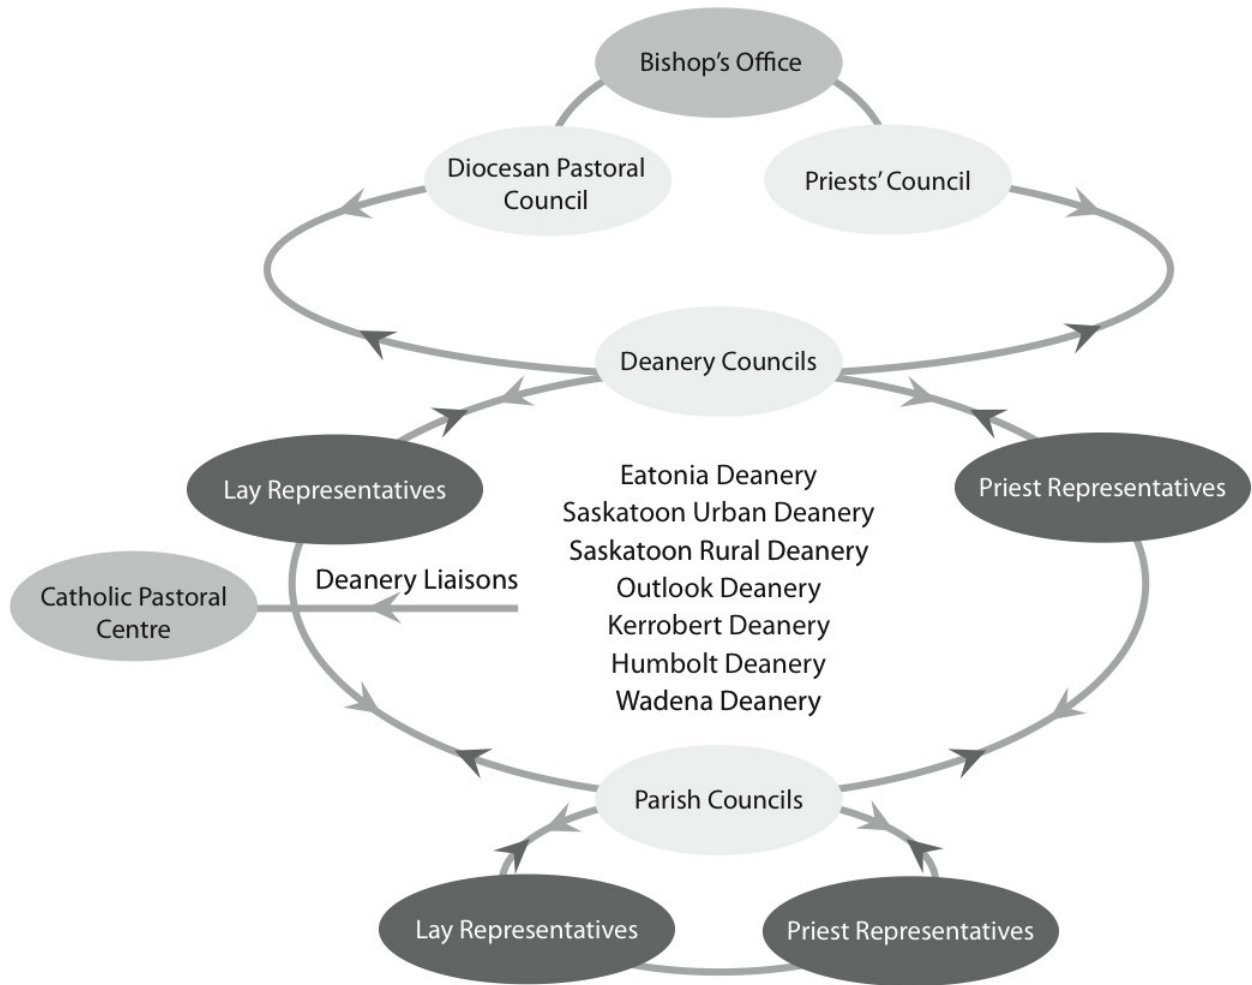 Bishop's Office
Diocesan Pastoral
Council
Priests' Council
Deanery Councils
Lay Representatives
Priest Representatives
Eatonia Deanery
Saskatoon Urban Deanery
Saskatoon Rural Deanery
Outlook Deanery
Kerrobert Deanery
Humbolt Deanery
Wadena Deanery
Deanery Liaisons
Catholic Pastoral
Centre
Parish Councils
Lay Representatives
Priest Representatives